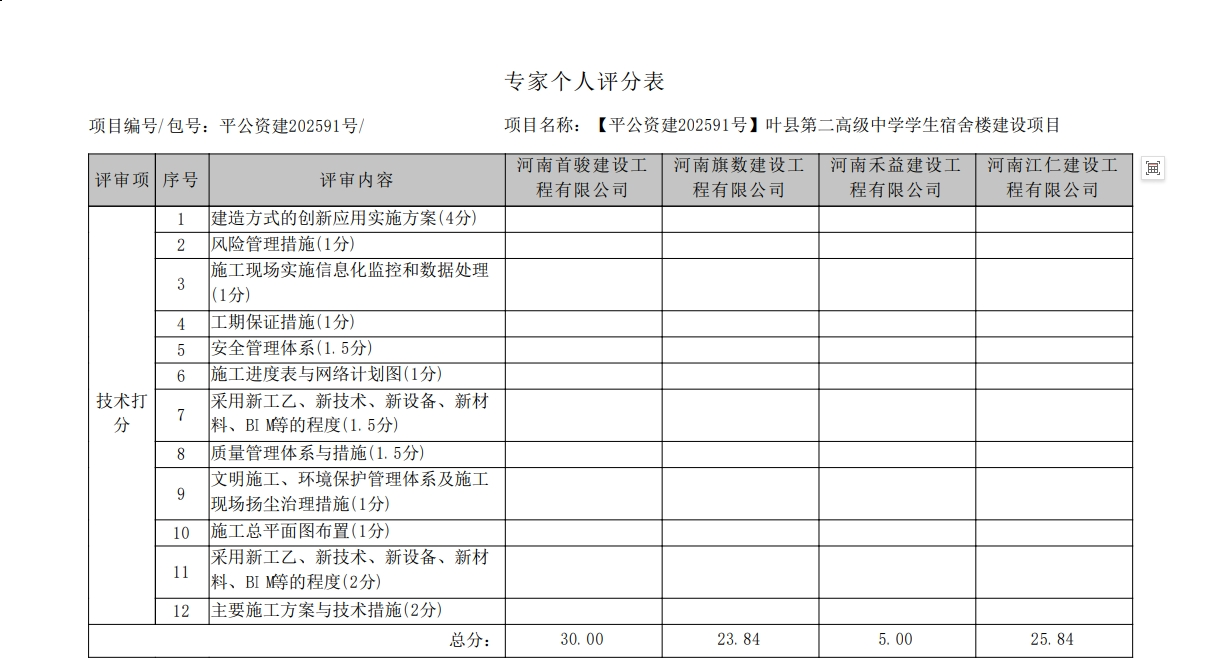 专家个人评分表
项目编号/包号：平公资建202591号/
项目名称：【平公资建202591号】叶县第二高级中学学生宿舍楼建设项目
评审项 序号 评审内容 河南首骏建设工 河南旗数建设工 河南禾益建设工 河南江仁建设工
程有限公司 程有限公司 程有限公司 程有限公司
1 建造方式的创新应用实施方案(4分)
2 风险管理措施(1分)
3 施工现场实施信息化监控和数据处理
(1分)
4 工期保证措施(1分)
5 安全管理体系(1.5分)
6 施工进度表与网络计划图(1分)
技术打
分
7 采用新工乙、新技术、新设备、新材
料、BIM等的程度(1.5分)
8 质量管理体系与措施(1.5分)
9 文明施工、环境保护管理体系及施工
现场扬尘治理措施(1分)
10 施工总平面图布置(1分)
11 采用新工乙、新技术、新设备、新材
料、BIM等的程度(2分)
12 主要施工方案与技术措施(2分)
总分： 30.00 23.84 5.00 25.84